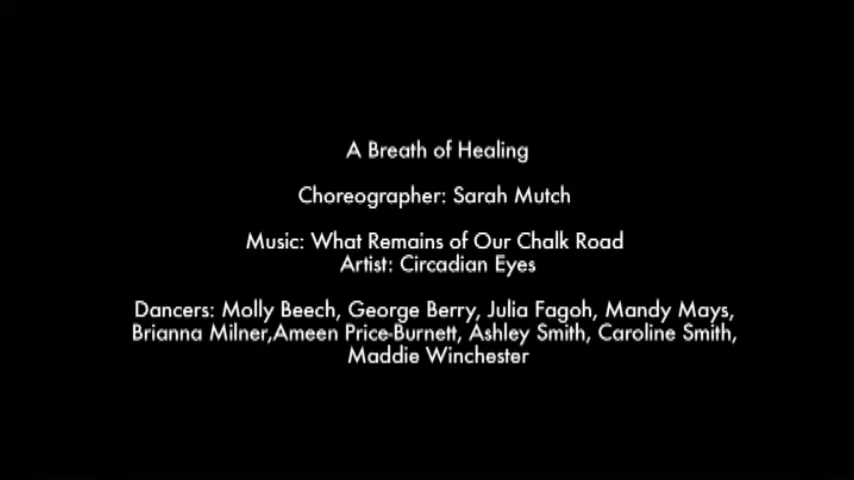 A Breath of Healing
Choreographer: Sarah Mutch
Music: What Remains of Our Chalk Road
Artist: Circadian Eyes
Dancers: Molly Beech, George Berry, Julia Fagoh, Mandy Mays,
Brianna Milner,Ameen Price-Burnett, Ashley Smith, Caroline Smith,
Maddie Winchester